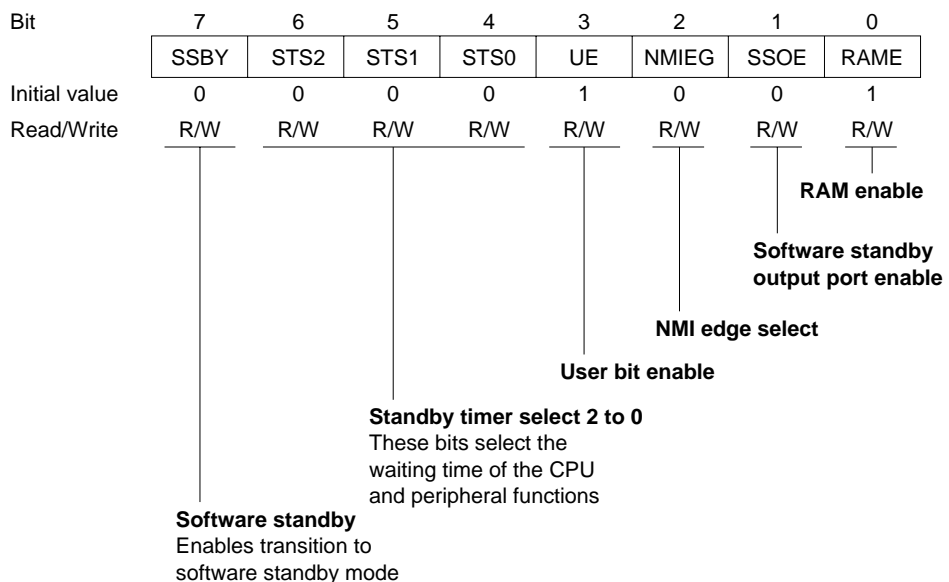 Bit 7 6 5 4 3 2 1 0
SSBY STS2 STS1 STS0 UE NMIEG SSOE RAME
Initial value 0 0 0 0 1 0 0 1
Read/Write R/W R/W R/W R/W R/W R/W R/W R/W
RAM enable
Software standby
output port enable
NMI edge select
User bit enable
Standby timer select 2 to 0
These bits select the
waiting time of the CPU
and peripheral functions
Software standby
Enables transition to
software standby mode